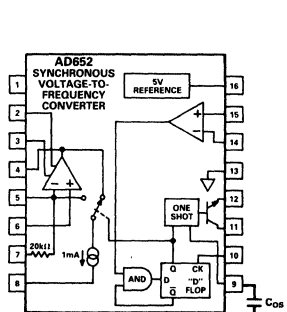 AD652
SYNCHRONOUS
VOLTAGE-TO-
FREQUENCY
CONVERTER
5V
REFERENCE
1
16
2
+
15
3
-
14
4
13
- +
5
ONE
SHOT
12
6
11
20kΩ
7
1mA
Q CK
10
8
AND
D
"D"
FLOP
Q
9
COS